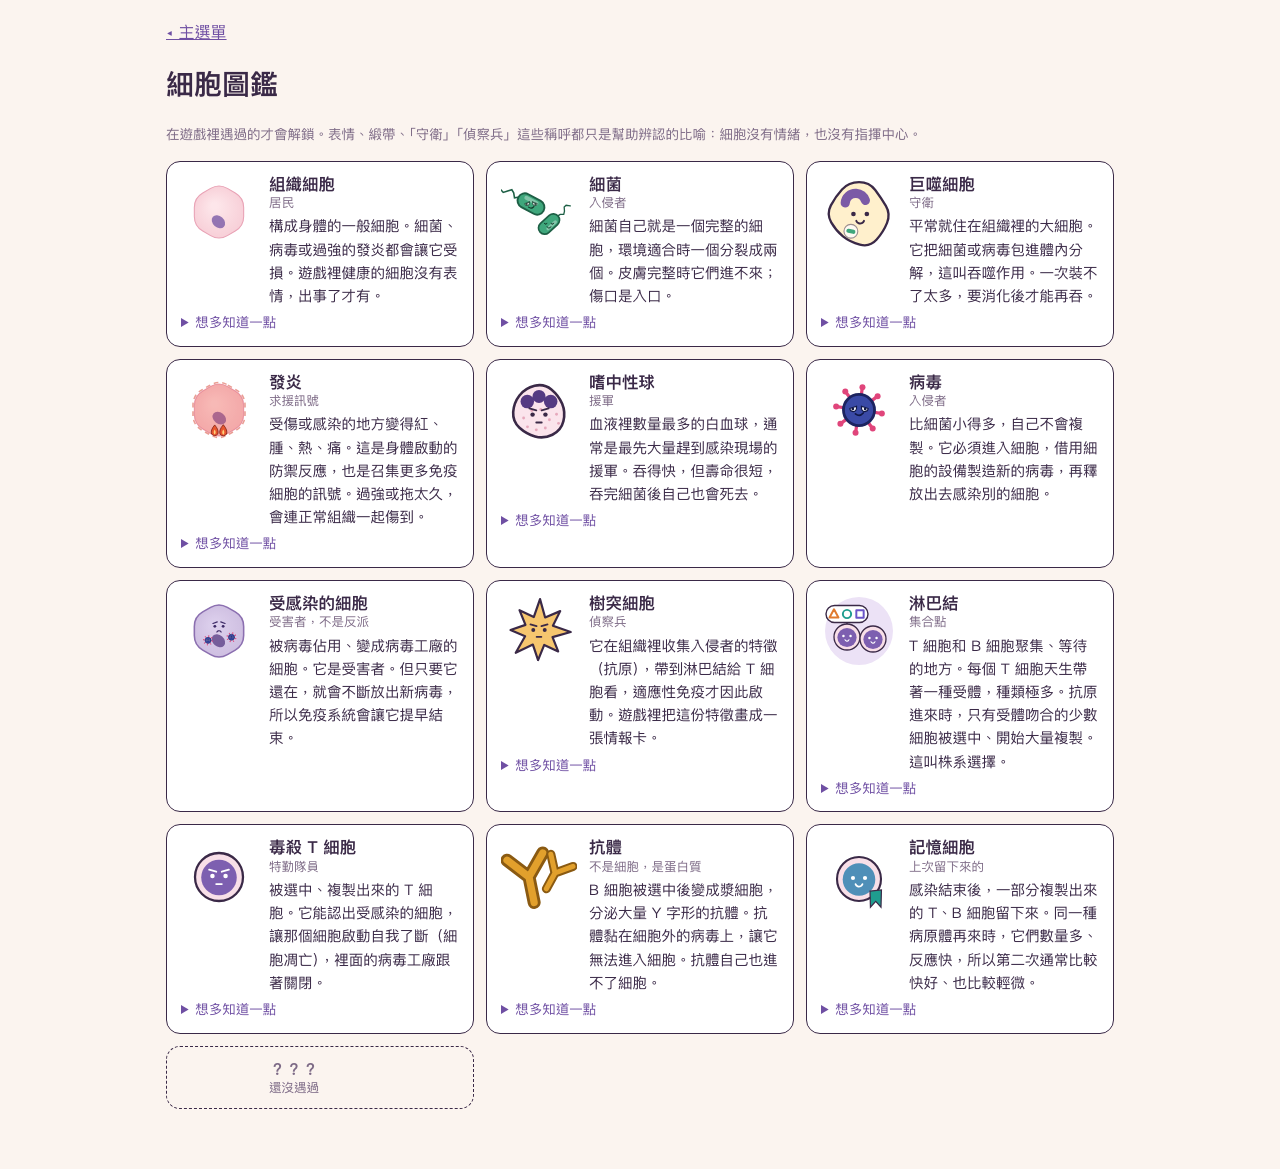 ◂ 主選單
細胞圖鑑
在遊戲裡遇過的才會解鎖。表情、緞帶、「守衛」「偵察兵」這些稱呼都只是幫助辨認的比喻：細胞沒有情緒，也沒有指揮中心。
組織細胞
居民
構成身體的一般細胞。細菌、
病毒或過強的發炎都會讓它受
損。遊戲裡健康的細胞沒有表
情，出事了才有。
▶ 想多知道一點
細菌
入侵者
細菌自己就是一個完整的細
胞，環境適合時一個分裂成兩
個。皮膚完整時它們進不來；
傷口是入口。
▶ 想多知道一點
巨噬細胞
守衛
平常就住在組織裡的大細胞。
它把細菌或病毒包進體內分
解，這叫吞噬作用。一次裝不
了太多，要消化後才能再吞。
▶ 想多知道一點
發炎
求援訊號
受傷或感染的地方變得紅、
腫、熱、痛。這是身體啟動的
防禦反應，也是召集更多免疫
細胞的訊號。過強或拖太久，
會連正常組織一起傷到。
▶ 想多知道一點
嗜中性球
援軍
血液裡數量最多的白血球，通
常是最先大量趕到感染現場的
援軍。吞得快，但壽命很短，
吞完細菌後自己也會死去。
▶ 想多知道一點
病毒
入侵者
比細菌小得多，自己不會複
製。它必須進入細胞，借用細
胞的設備製造新的病毒，再釋
放出去感染別的細胞。
受感染的細胞
受害者，不是反派
被病毒佔用、變成病毒工廠的
細胞。它是受害者。但只要它
還在，就會不斷放出新病毒，
所以免疫系統會讓它提早結
束。
樹突細胞
偵察兵
它在組織裡收集入侵者的特徵
（抗原），帶到淋巴結給 T 細
胞看，適應性免疫才因此啟
動。遊戲裡把這份特徵畫成一
張情報卡。
▶ 想多知道一點
淋巴結
集合點
T 細胞和 B 細胞聚集、等待
的地方。每個 T 細胞天生帶
著一種受體，種類極多。抗原
進來時，只有受體吻合的少數
細胞被選中、開始大量複製。
這叫株系選擇。
▶ 想多知道一點
毒殺 T 細胞
特勤隊員
被選中、複製出來的 T 細
胞。它能認出受感染的細胞，
讓那個細胞啟動自我了斷（細
胞凋亡），裡面的病毒工廠跟
著關閉。
▶ 想多知道一點
抗體
不是細胞，是蛋白質
B 細胞被選中後變成漿細胞，
分泌大量 Y 字形的抗體。抗
體黏在細胞外的病毒上，讓它
無法進入細胞。抗體自己也進
不了細胞。
▶ 想多知道一點
記憶細胞
上次留下來的
感染結束後，一部分複製出來
的 T、B 細胞留下來。同一種
病原體再來時，它們數量多、
反應快，所以第二次通常比較
快好、也比較輕微。
▶ 想多知道一點
？？？
還沒遇過